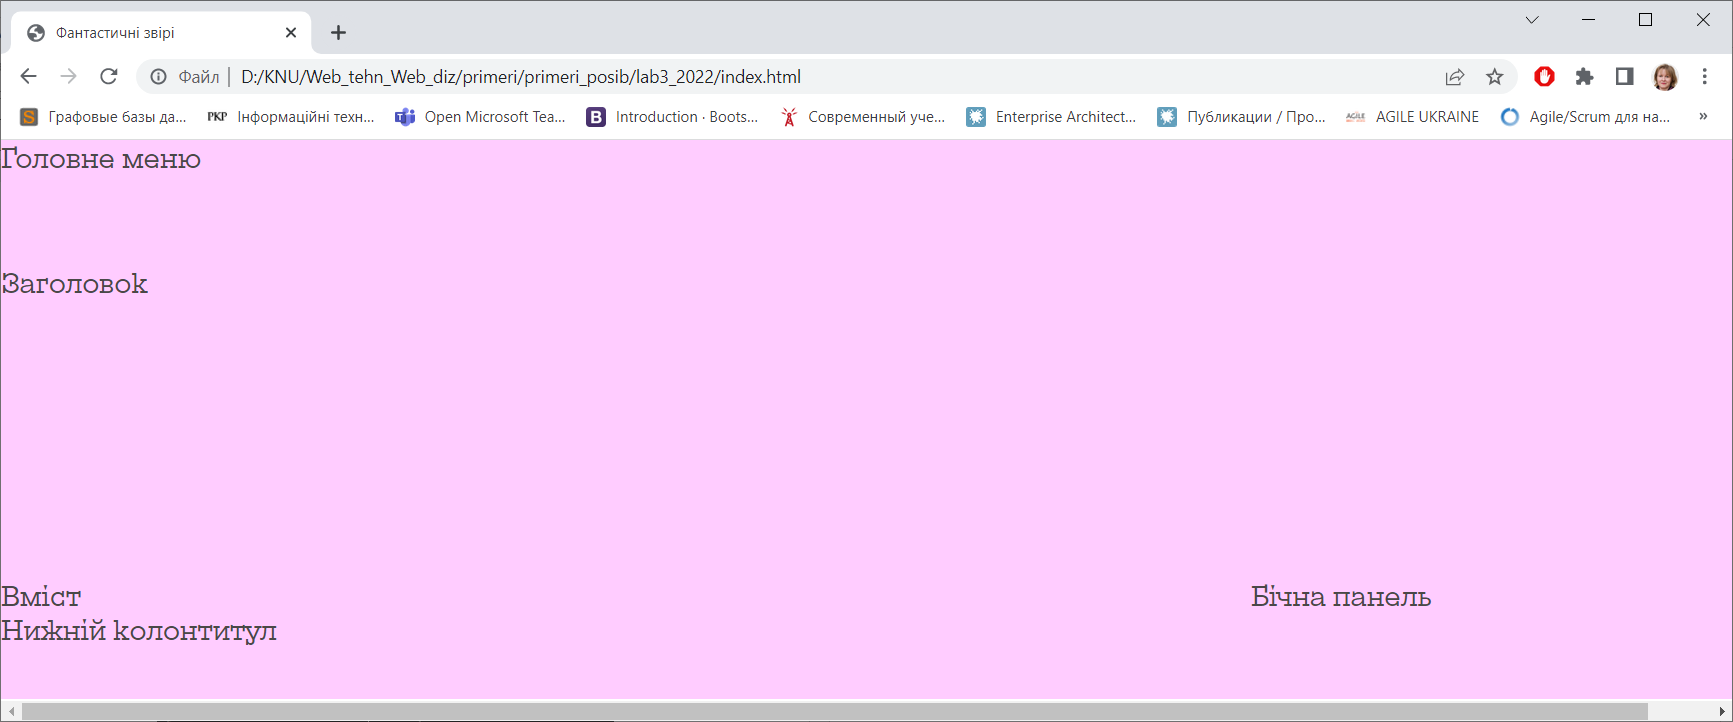 Фантастичні звірі
Файл | D:/KNU/Web_tehn_Web_diz/primeri/primeri_posib/lab3_2022/index.html
Графовые базы да... PKP Інформаційні техн... Open Microsoft Tea... B Introduction · Boots... Современный уче... Enterprise Architect... Публикации / Про... AGILE AGILE UKRAINE Agile/Scrum для на... »
Головне меню
Заголовок
Вміст Бічна панель
Нижній колонтитул